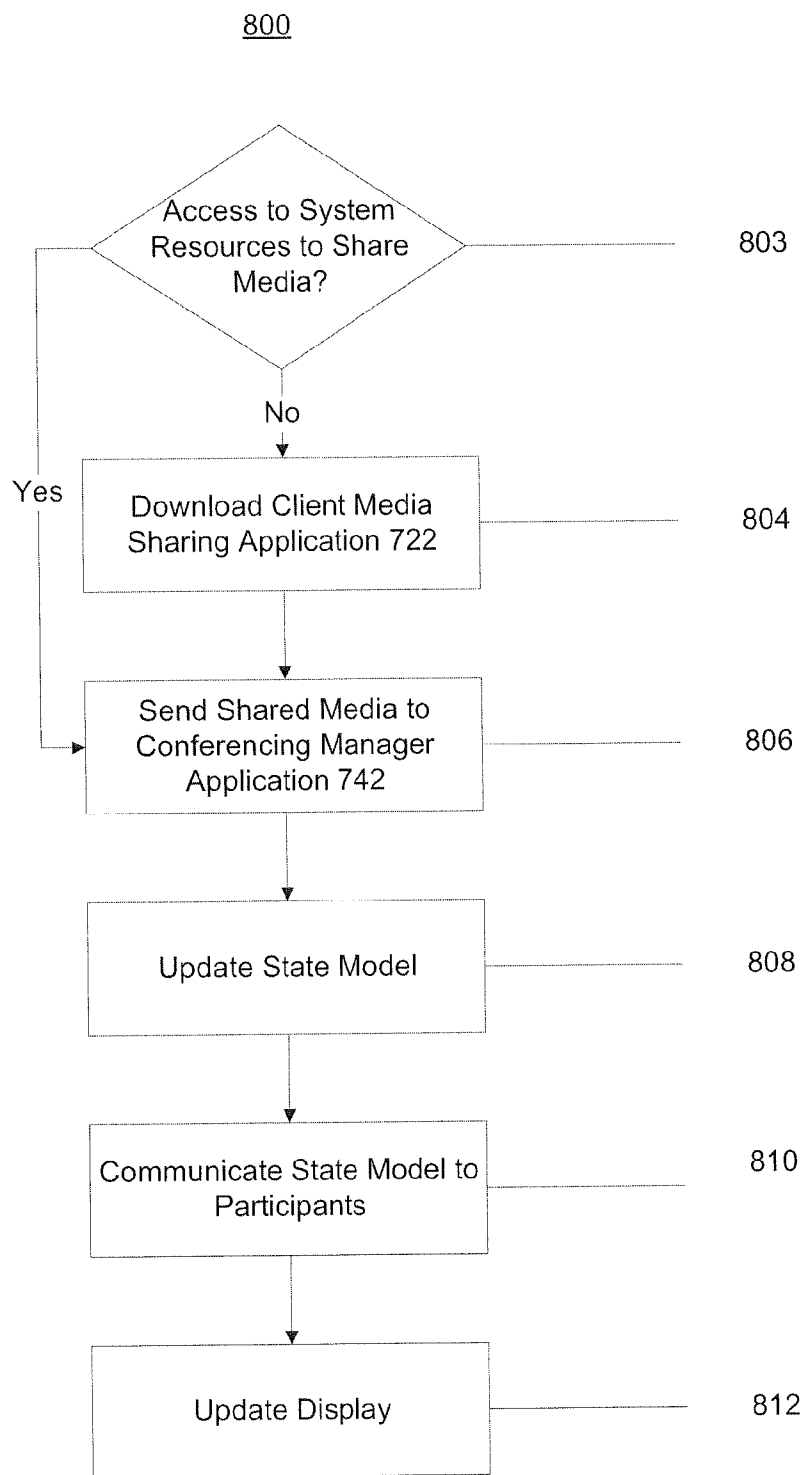 800
Access to System
Resources to Share
Media?
803
No
Yes
Download Client Media
Sharing Application 722
804
Send Shared Media to
Conferencing Manager
Application 742
806
Update State Model
808
Communicate State Model to
Participants
810
Update Display
812